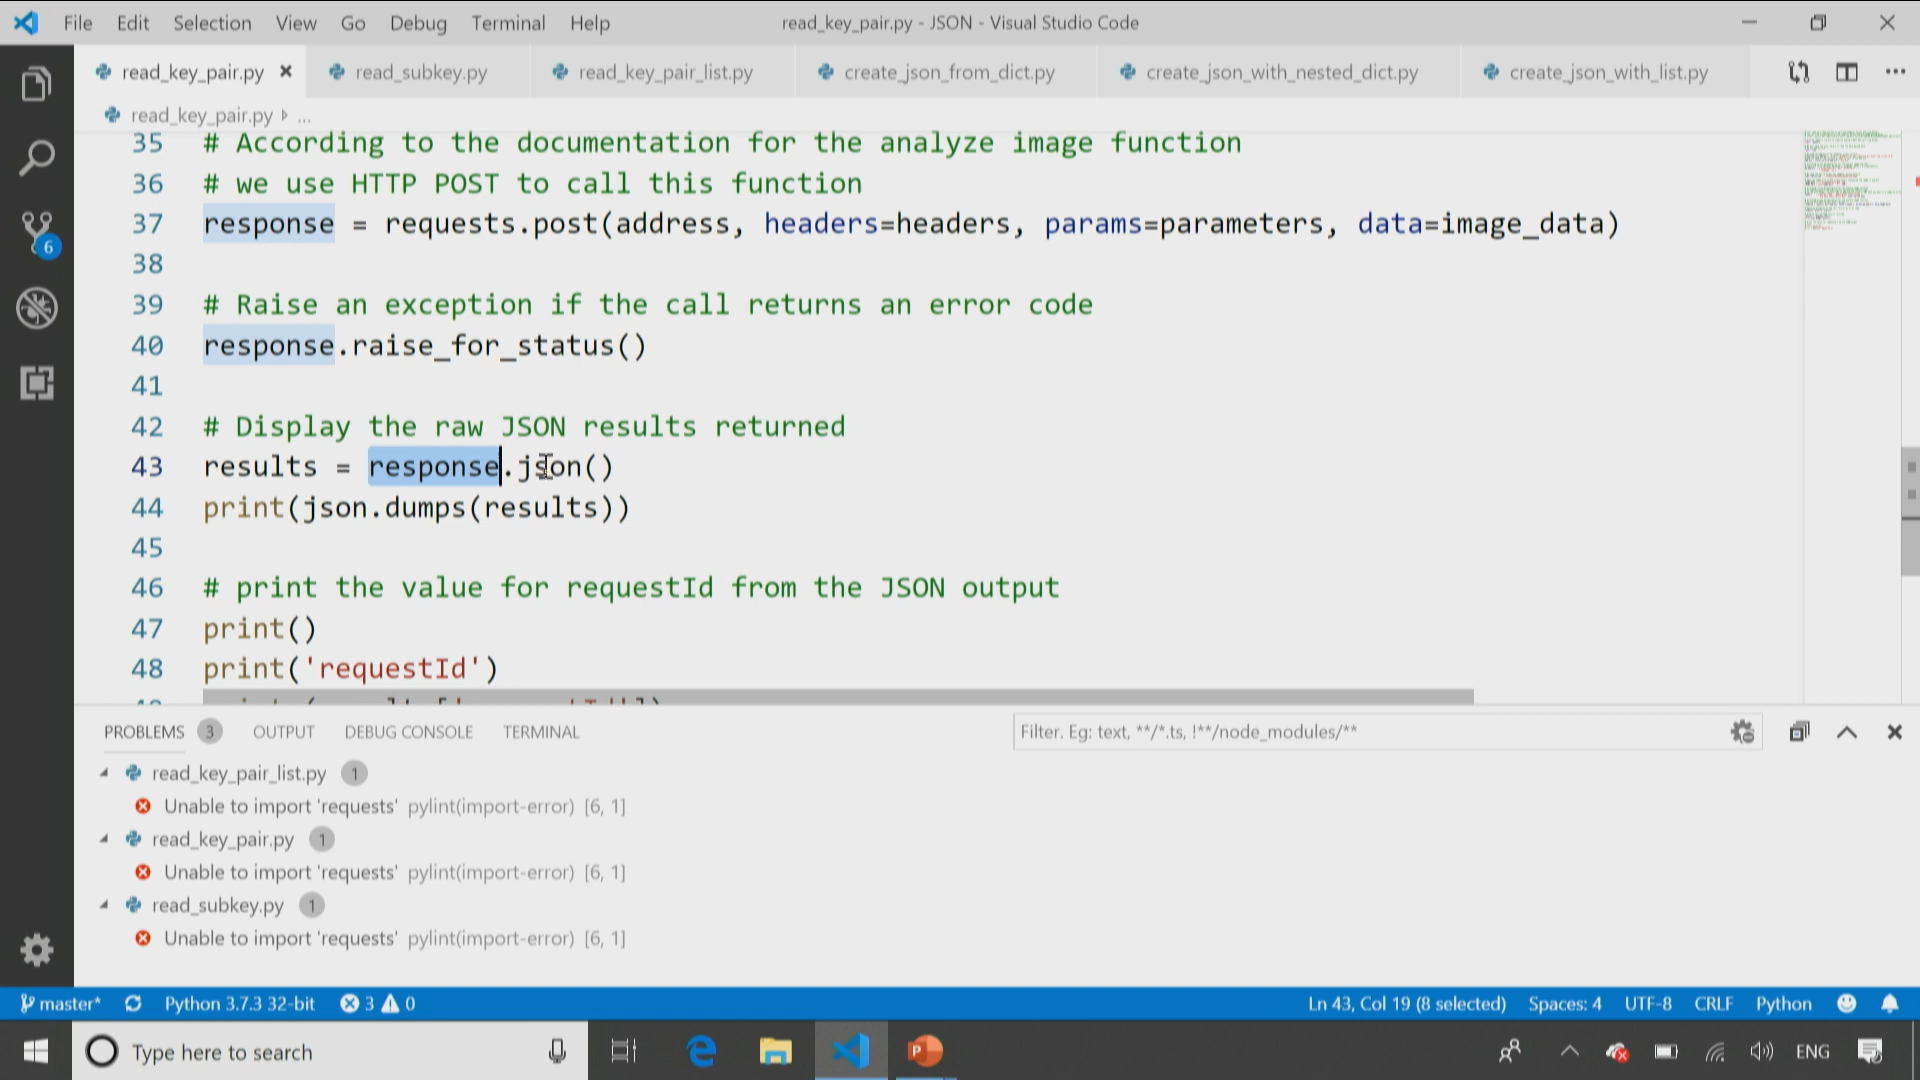 File Edit Selection View Go Debug Terminal Help read_key_pair.py - JSON - Visual Studio Code
read_key_pair.py read_subkey.py read_key_pair_list.py create_json_from_dict.py create_json_with_nested_dict.py create_json_with_list.py
read_key_pair.py ...
35 # According to the documentation for the analyze image function
36 # we use HTTP POST to call this function
37 response = requests.post(address, headers=headers, params=parameters, data=image_data)
38
39 # Raise an exception if the call returns an error code
40 response.raise_for_status()
41
42 # Display the raw JSON results returned
43 results = response.json()
44 print(json.dumps(results))
45
46 # print the value for requestId from the JSON output
47 print()
48 print('requestId')
PROBLEMS 3 OUTPUT DEBUG CONSOLE TERMINAL Filter. Eg: text, **/*.ts, !**/node_modules/**
read_key_pair_list.py 1
Unable to import 'requests' pylint(import-error) [6, 1]
read_key_pair.py 1
Unable to import 'requests' pylint(import-error) [6, 1]
read_subkey.py 1
Unable to import 'requests' pylint(import-error) [6, 1]
6
master* Python 3.7.3 32-bit 3 0 Ln 43, Col 19 (8 selected) Spaces: 4 UTF-8 CRLF Python
Type here to search ENG